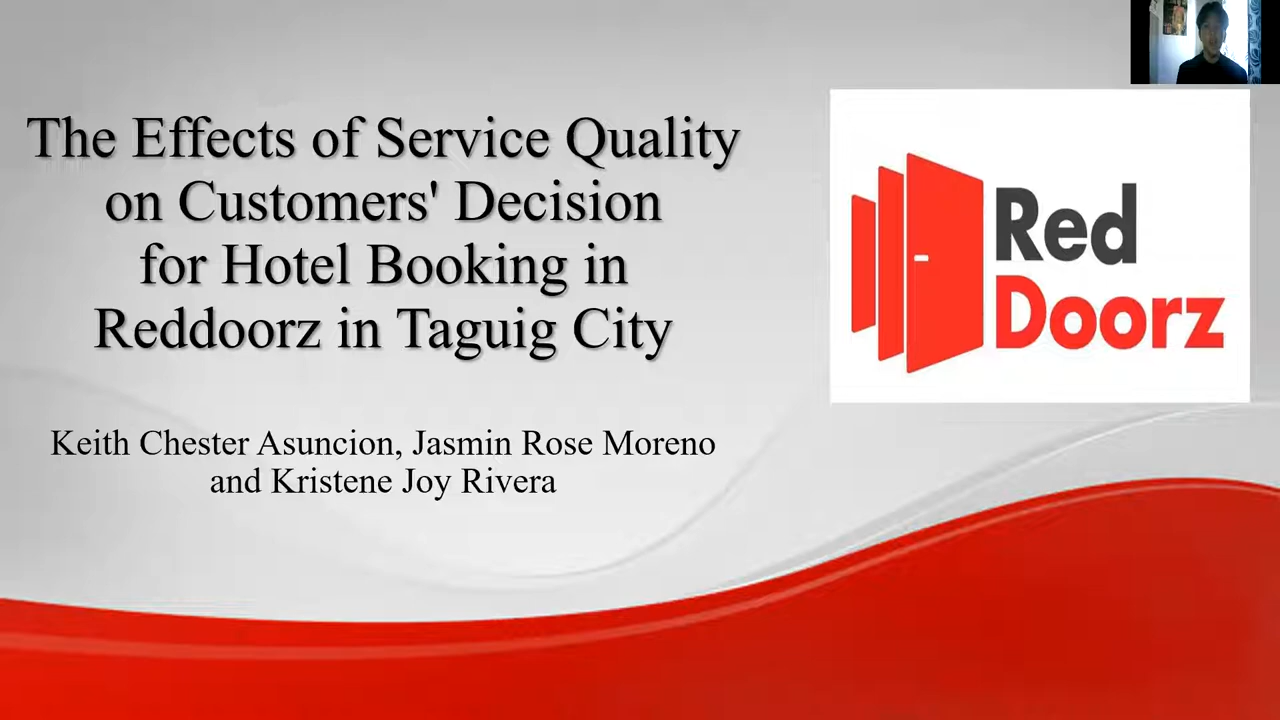 The Effects of Service Quality
on Customers' Decision
for Hotel Booking in
Reddoorz in Taguig City
Keith Chester Asuncion, Jasmin Rose Moreno
and Kristene Joy Rivera
Red
Doorz